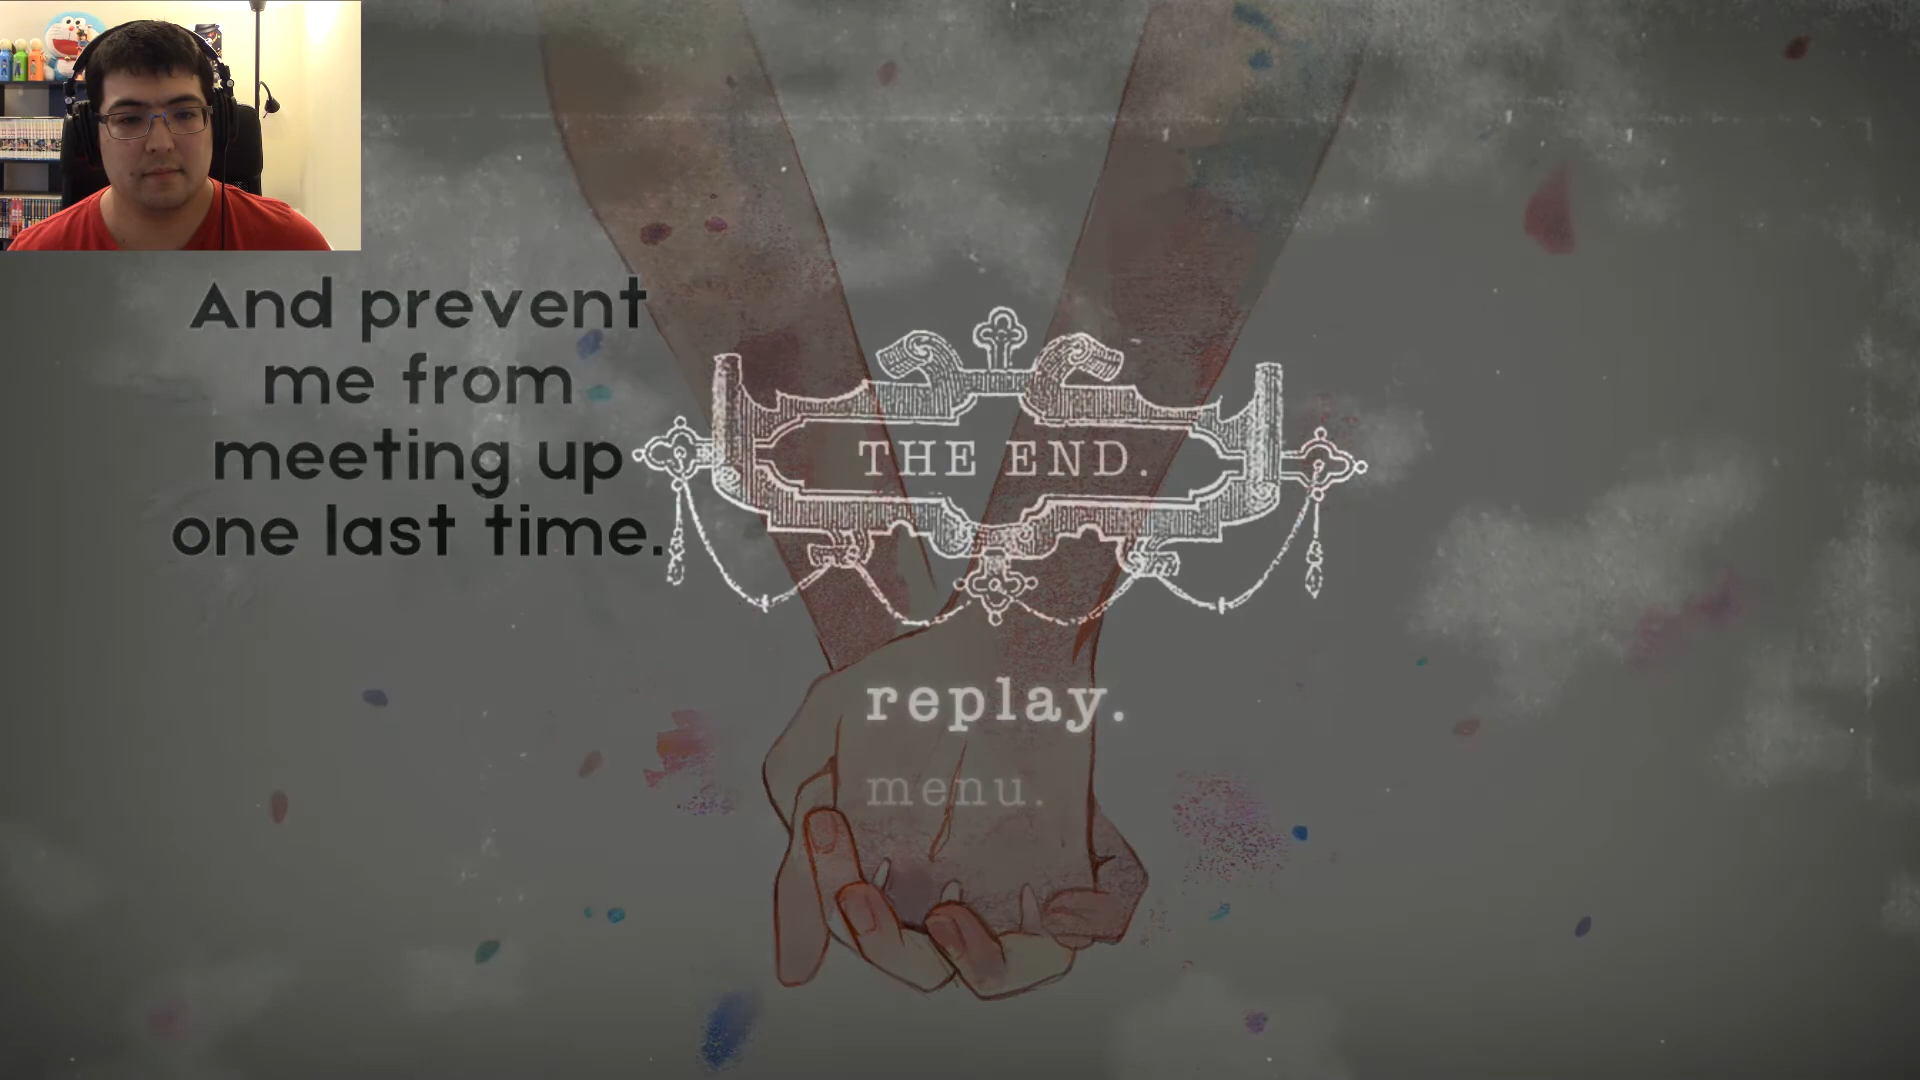 And prevent
me from
meeting up
one last time.
THE END.
replay.
menu.